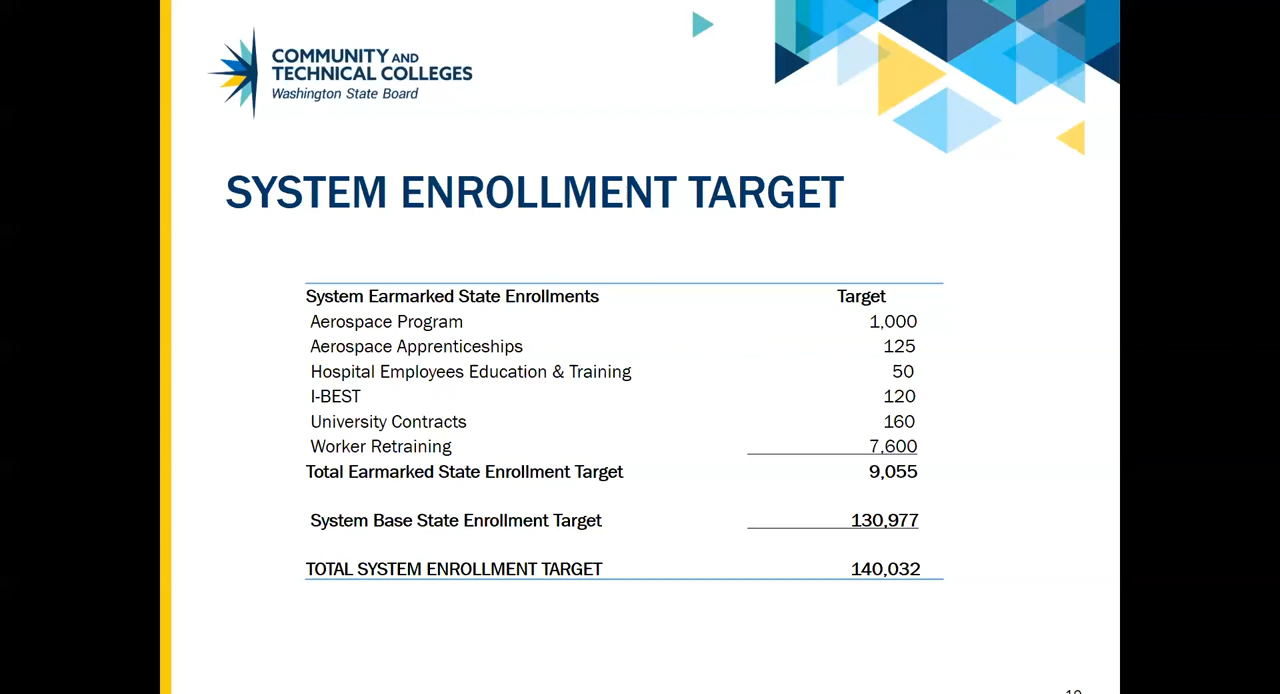 COMMUNITY AND
TECHNICAL COLLEGES
Washington State Board
SYSTEM ENROLLMENT TARGET
System Earmarked State Enrollments Target
Aerospace Program 1,000
Aerospace Apprenticeships 125
Hospital Employees Education & Training 50
I-BEST 120
University Contracts 160
Worker Retraining 7,600
Total Earmarked State Enrollment Target 9,055
System Base State Enrollment Target 130,977
TOTAL SYSTEM ENROLLMENT TARGET 140,032